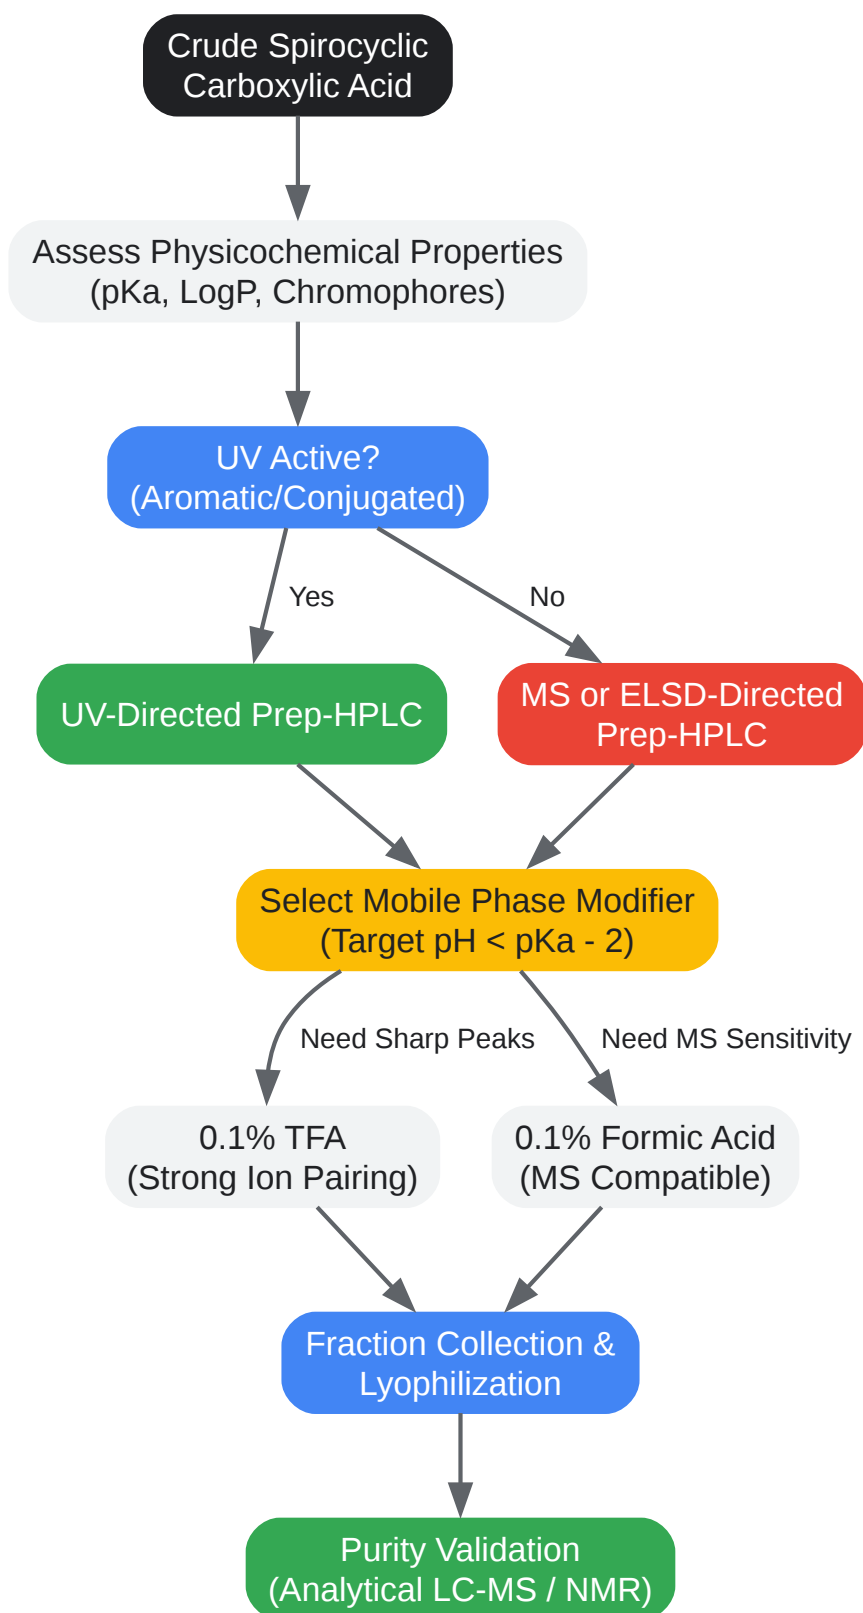 Crude Spirocyclic
Carboxylic Acid
Assess Physicochemical Properties
(pKa, LogP, Chromophores)
UV Active?
(Aromatic/Conjugated)
Yes
No
UV-Directed Prep-HPLC
MS or ELSD-Directed
Prep-HPLC
Select Mobile Phase Modifier
(Target pH < pKa - 2)
Need Sharp Peaks
Need MS Sensitivity
0.1% TFA
(Strong Ion Pairing)
0.1% Formic Acid
(MS Compatible)
Fraction Collection &
Lyophilization
Purity Validation
(Analytical LC-MS / NMR)